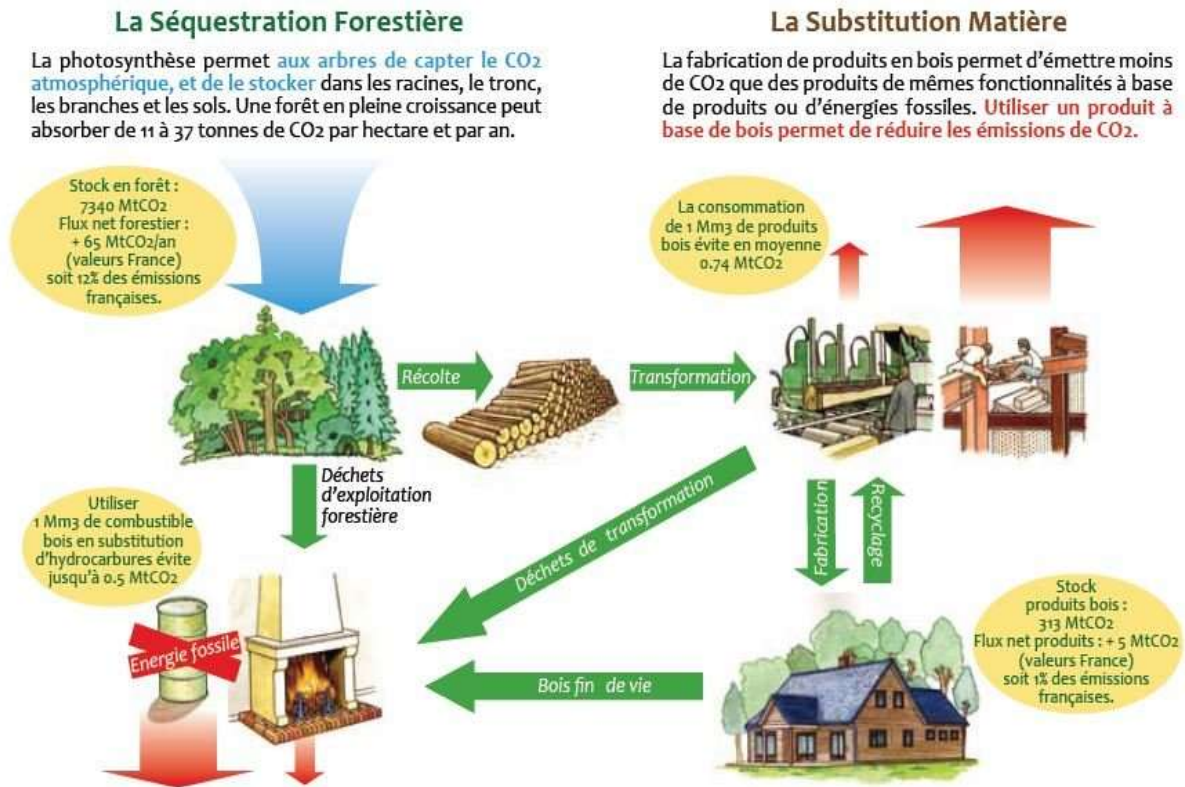 La Séquestration Forestière
La photosynthèse permet aux arbres de capter le CO2
atmosphérique, et de le stocker dans les racines, le tronc,
les branches et les sols. Une forêt en pleine croissance peut
absorber de 11 à 37 tonnes de CO2 par hectare et par an.
La Substitution Matière
La fabrication de produits en bois permet d'émettre moins
de CO2 que des produits de mêmes fonctionnalités à base
de produits ou d'énergies fossiles. Utiliser un produit à
base de bois permet de réduire les émissions de CO2.
Stock en forêt :
7340 MtCO2
Flux net forestier :
+ 65 MtCO2/an
(valeurs France)
soit 12% des émissions
françaises.
La consommation
de 1 Mm3 de produits
bois évite en moyenne
0.74 MtCO2
Récolte
Transformation
Déchets
d'exploitation
forestière
Déchets de transformation
Fabrication
Recyclage
Utiliser
1 Mm3 de combustible
bois en substitution
d'hydrocarbures évite
jusqu'à 0.5 MtCO2
Energie fossile
Bois fin de vie
Stock
produits bois :
313 MtCO2
Flux net produits : + 5 MtCO2
(valeurs France)
soit 1% des émissions
françaises.